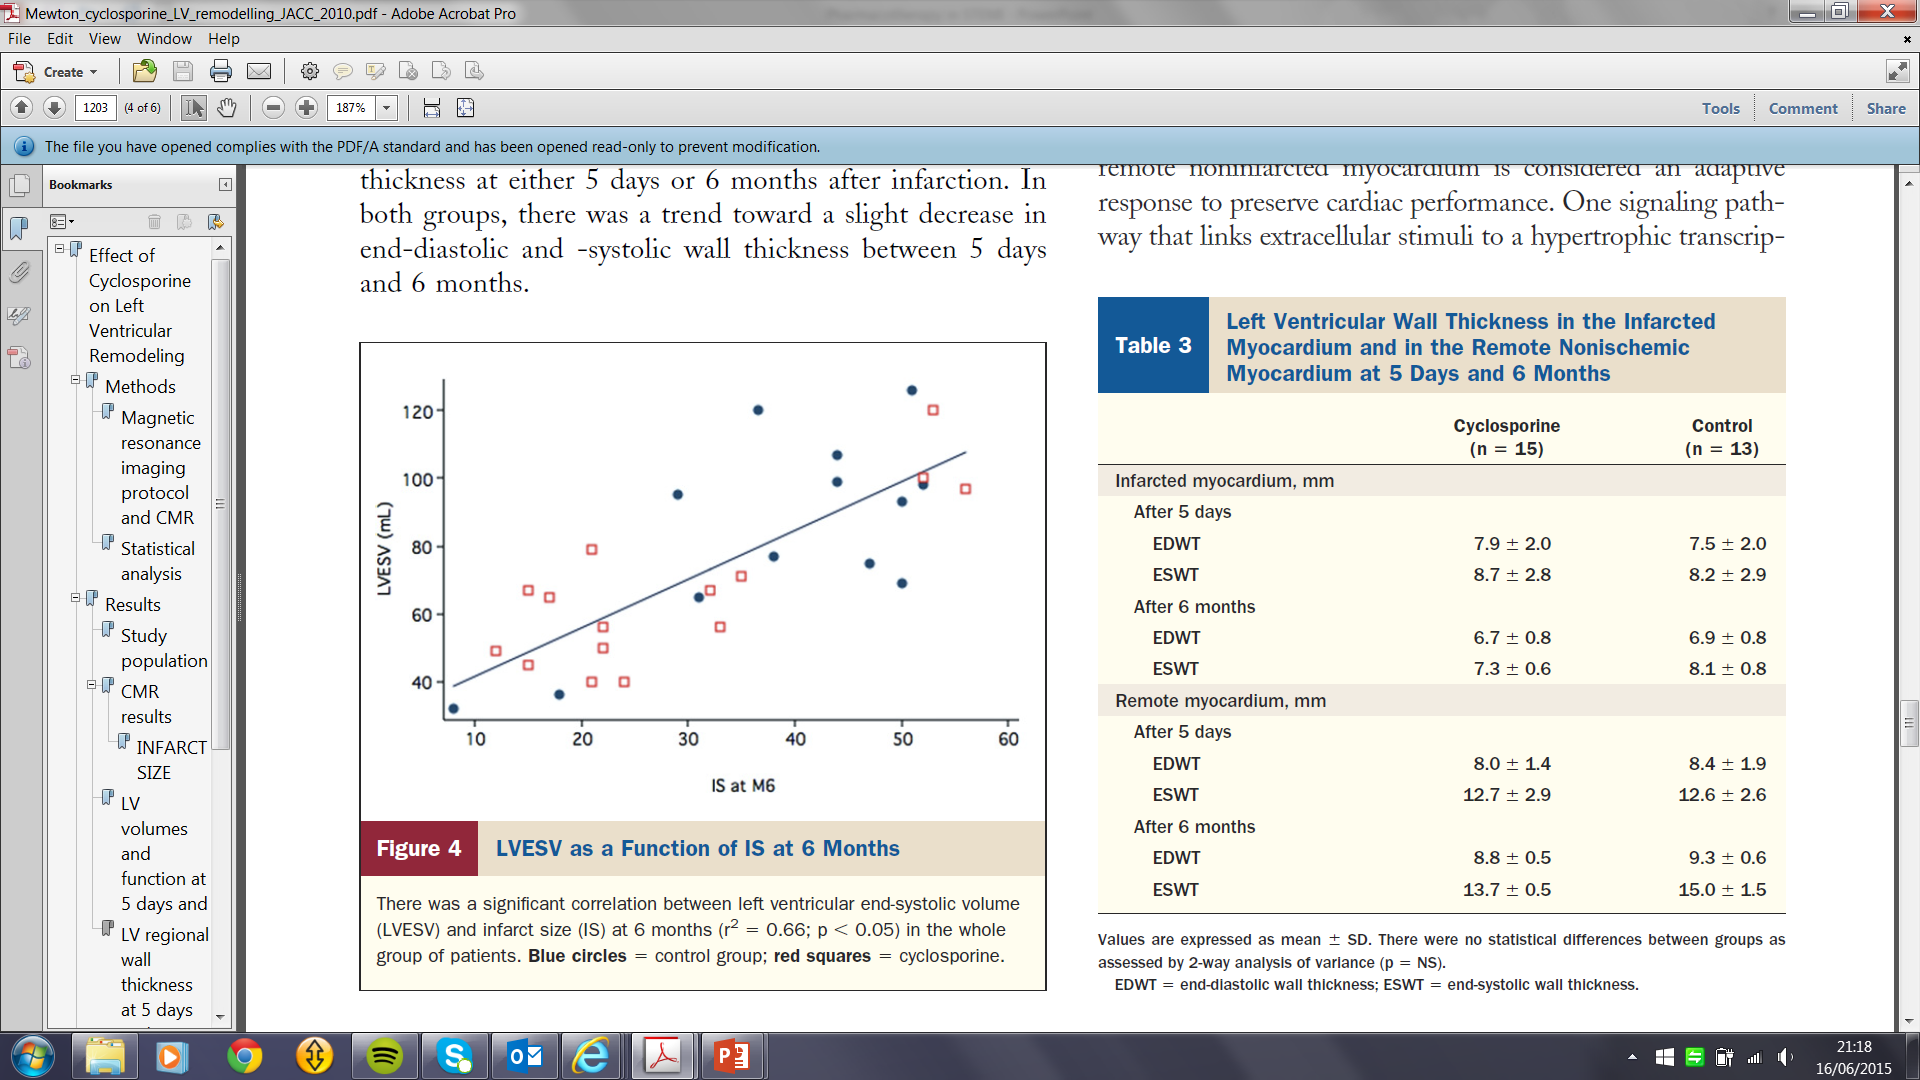 Mewton_cyclosporine_LV_remodelling_JACC_2010.pdf - Adobe Acrobat Pro
File Edit View Window Help
Create
1203 (4 of 6) 187% Tools Comment Share
The file you have opened complies with the PDF/A standard and has been opened read-only to prevent modification.
Bookmarks
Effect of
Cyclosporine
on Left
Ventricular
Remodeling
Methods
Magnetic
resonance
imaging
protocol
and CMR
Statistical
analysis
Results
Study
population
CMR
results
INFARCT
SIZE
LV
volumes
and
function at
5 days and
LV regional
wall
thickness
at 5 days
thickness at either 5 days or 6 months after infarction. In
both groups, there was a trend toward a slight decrease in
end-diastolic and -systolic wall thickness between 5 days
and 6 months.
120
100
80
60
40
LVESV (mL)
10 20 30 40 50 60
IS at M6
Figure 4 LVESV as a Function of IS at 6 Months
There was a significant correlation between left ventricular end-systolic volume
(LVESV) and infarct size (IS) at 6 months (r2 = 0.66; p < 0.05) in the whole
group of patients. Blue circles = control group; red squares = cyclosporine.
remote noninfarcted myocardium is considered an adaptive
response to preserve cardiac performance. One signaling path-
way that links extracellular stimuli to a hypertrophic transcrip-
Table 3
Left Ventricular Wall Thickness in the Infarcted
Myocardium and in the Remote Nonischemic
Myocardium at 5 Days and 6 Months
Cyclosporine Control
(n = 15) (n = 13)
Infarcted myocardium, mm
After 5 days
EDWT 7.9 ± 2.0 7.5 ± 2.0
ESWT 8.7 ± 2.8 8.2 ± 2.9
After 6 months
EDWT 6.7 ± 0.8 6.9 ± 0.8
ESWT 7.3 ± 0.6 8.1 ± 0.8
Remote myocardium, mm
After 5 days
EDWT 8.0 ± 1.4 8.4 ± 1.9
ESWT 12.7 ± 2.9 12.6 ± 2.6
After 6 months
EDWT 8.8 ± 0.5 9.3 ± 0.6
ESWT 13.7 ± 0.5 15.0 ± 1.5
Values are expressed as mean ± SD. There were no statistical differences between groups as
assessed by 2-way analysis of variance (p = NS).
EDWT = end-diastolic wall thickness; ESWT = end-systolic wall thickness.
21:18
16/06/2015